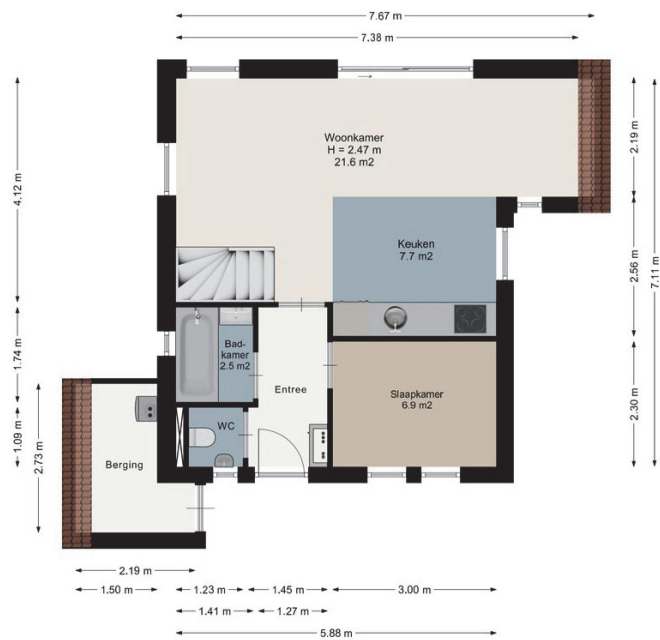 7.67 m
7.38 m
Woonkamer
H = 2.47 m
21.6 m2
4.12 m
2.19 m
Keuken
7.7 m2
2.56 m
7.11 m
Bad-
kamer
2.5 m2
1.74 m
Entree
Slaapkamer
6.9 m2
2.30 m
WC
1.09 m
2.73 m
Berging
2.19 m
1.50 m
1.23 m
1.45 m
3.00 m
1.41 m
1.27 m
5.88 m